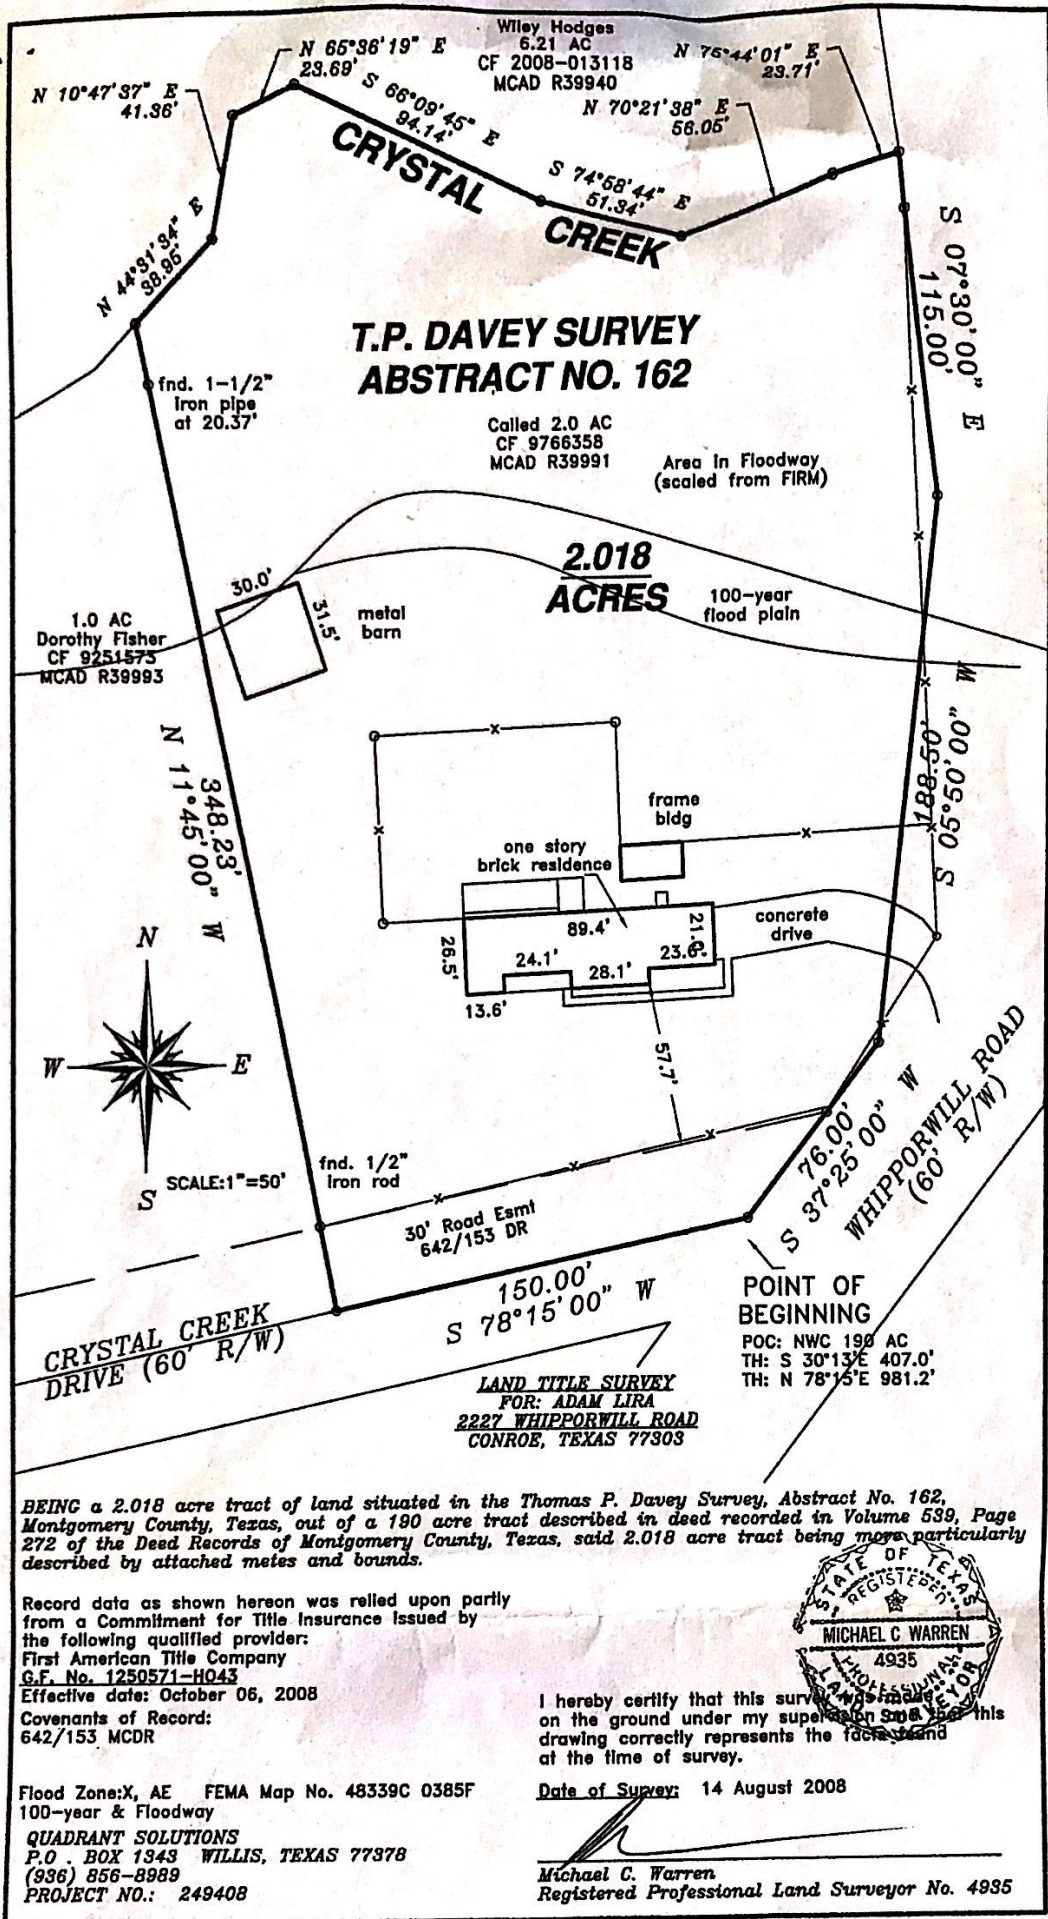 Wiley Hodges
6.21 AC
CF 2008-013118
MCAD R39940
N 65°36'19" E
23.69'
N 75°44'01" E
23.71'
N 10°47'37" E
41.36'
S 66°09'45" E
94.14'
N 70°21'38" E
56.05'
CRYSTAL
CREEK
S 74°58'44" E
51.34'
N 44°31'34" E
38.95'
S 07°30'00" E
115.00'
T.P. DAVEY SURVEY
ABSTRACT NO. 162
fnd. 1-1/2"
iron pipe
at 20.37'
Called 2.0 AC
CF 9766358
MCAD R39991
Area in Floodway
(scaled from FIRM)
2.018
ACRES
30.0'
31.5'
metal
barn
100-year
flood plain
1.0 AC
Dorothy Fisher
CF 9251573
MCAD R39993
N 11°45'00" W
348.23'
S 05°50'00" W
188.50'
frame
bldg
one story
brick residence
concrete
drive
89.4'
21.6'
26.5'
24.1'
28.1'
23.6'
13.6'
57.7'
N
W
E
S
SCALE:1"=50'
fnd. 1/2"
iron rod
30' Road Esmt
642/153 DR
76.00'
S 37°25'00" W
WHIPPORWILL ROAD
(60' R/W)
150.00'
S 78°15'00" W
CRYSTAL CREEK
DRIVE (60' R/W)
POINT OF
BEGINNING
POC: NWC 190 AC
TH: S 30°13'E 407.0'
TH: N 78°15'E 981.2'
LAND TITLE SURVEY
FOR: ADAM LIRA
2227 WHIPPORWILL ROAD
CONROE, TEXAS 77303
BEING a 2.018 acre tract of land situated in the Thomas P. Davey Survey, Abstract No. 162,
Montgomery County, Texas, out of a 190 acre tract described in deed recorded in Volume 539, Page
272 of the Deed Records of Montgomery County, Texas, said 2.018 acre tract being more particularly
described by attached metes and bounds.
Record data as shown hereon was relied upon partly
from a Commitment for Title Insurance issued by
the following qualified provider:
First American Title Company
G.F. No. 1250571-HO43
Effective date: October 06, 2008
Covenants of Record:
642/153 MCDR
STATE OF TEXAS
REGISTERED
MICHAEL C WARREN
4935
PROFESSIONAL
LAND SURVEYOR
I hereby certify that this survey was made
on the ground under my supervision and that this
drawing correctly represents the facts found
at the time of survey.
Flood Zone:X, AE FEMA Map No. 48339C 0385F
100-year & Floodway
Date of Survey: 14 August 2008
QUADRANT SOLUTIONS
P.O . BOX 1343 WILLIS, TEXAS 77378
(936) 856-8989
PROJECT NO.: 249408
Michael C. Warren
Registered Professional Land Surveyor No. 4935